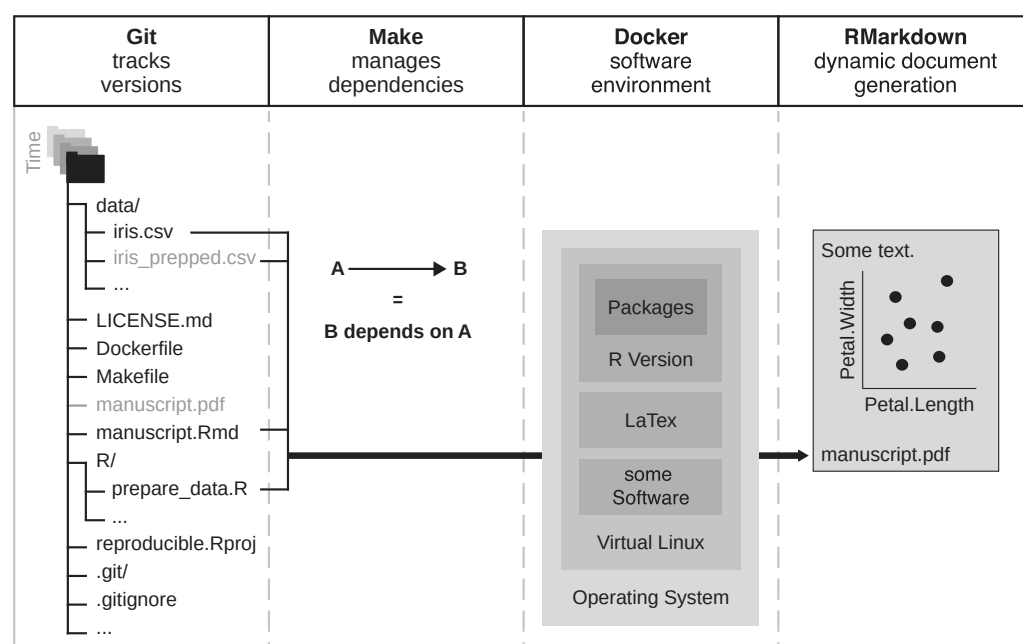 Git
tracks
versions
Make
manages
dependencies
Docker
software
environment
RMarkdown
dynamic document
generation
Time
data/
iris.csv
iris_prepped.csv
...
LICENSE.md
Dockerfile
Makefile
manuscript.pdf
manuscript.Rmd
R/
prepare_data.R
...
reproducible.Rproj
.git/
.gitignore
...
A B
=
B depends on A
Packages
R Version
LaTex
some
Software
Virtual Linux
Operating System
Some text.
Petal.Width
Petal.Length
manuscript.pdf